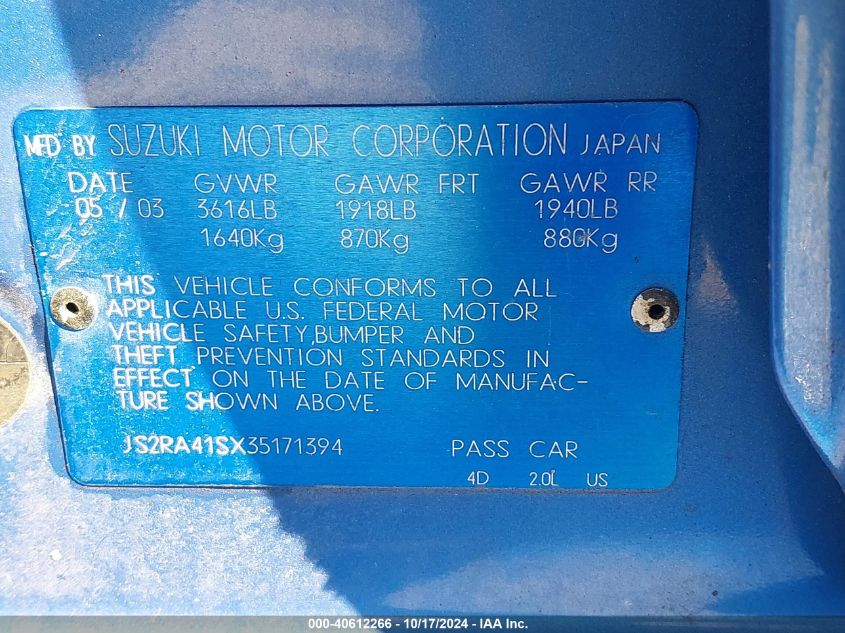 MFD BY SUZUKI MOTOR CORPORATION JAPAN
DATE GVWR GAWR FRT GAWR RR
05 / 03 3616LB 1918LB 1940LB
1640Kg 870Kg 880Kg
THIS VEHICLE CONFORMS TO ALL
APPLICABLE U.S. FEDERAL MOTOR
VEHICLE SAFETY,BUMPER AND
THEFT PREVENTION STANDARDS IN
EFFECT ON THE DATE OF MANUFAC-
TURE SHOWN ABOVE.
JS2RA41SX35171394 PASS CAR
4D 2.0L US
000-40612266 - 10/17/2024 - IAA Inc.